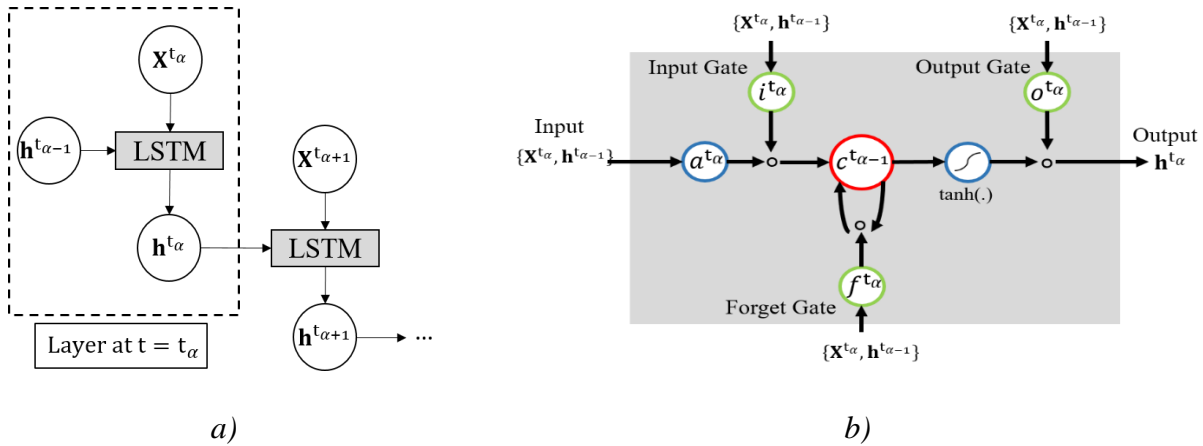 X^tα
h^tα−1
LSTM
h^tα
X^tα+1
LSTM
h^tα+1
...
Layer at t = tα
a)
{X^tα, h^tα−1}
{X^tα, h^tα−1}
Input Gate
Output Gate
i^tα
o^tα
Input
{X^tα, h^tα−1}
a^tα
c^tα−1
tanh(.)
Output
h^tα
f^tα
Forget Gate
{X^tα, h^tα−1}
b)